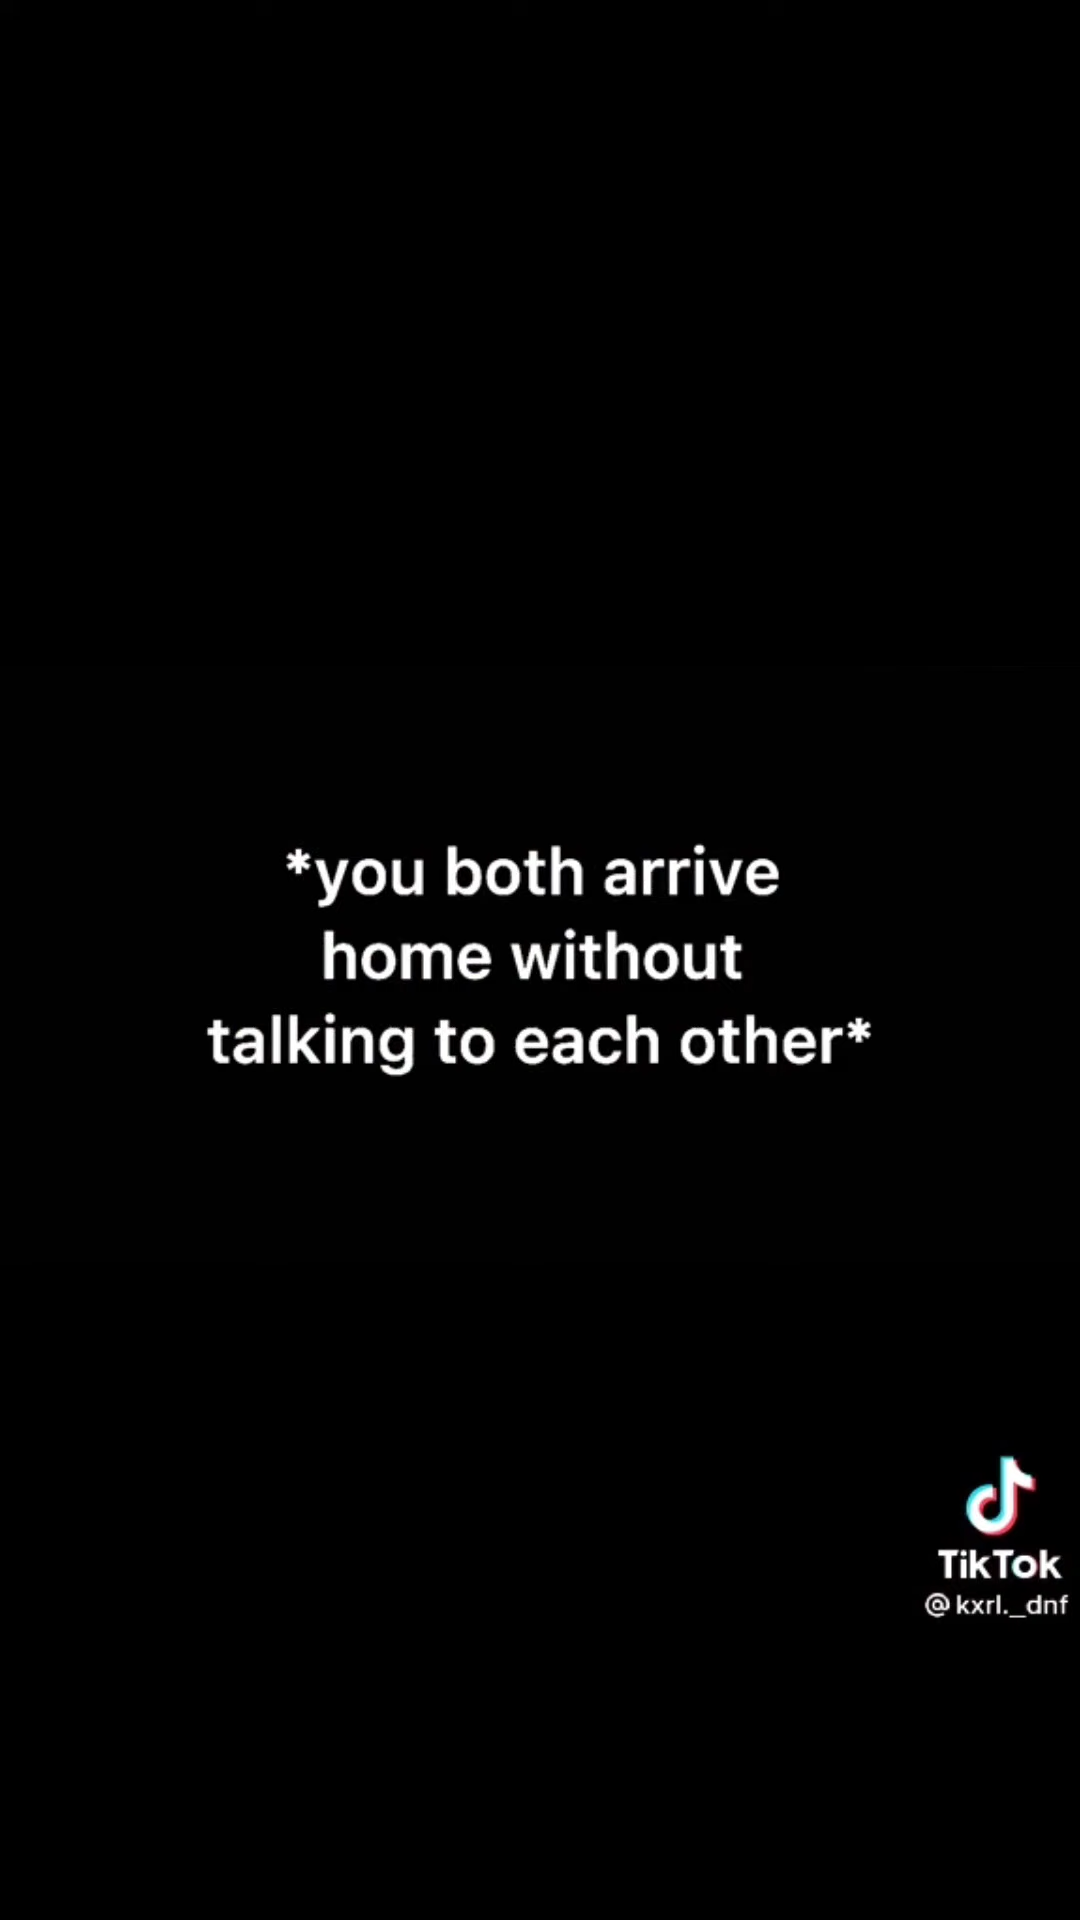 *you both arrive
home without
talking to each other*
TikTok
@kxrl._dnf